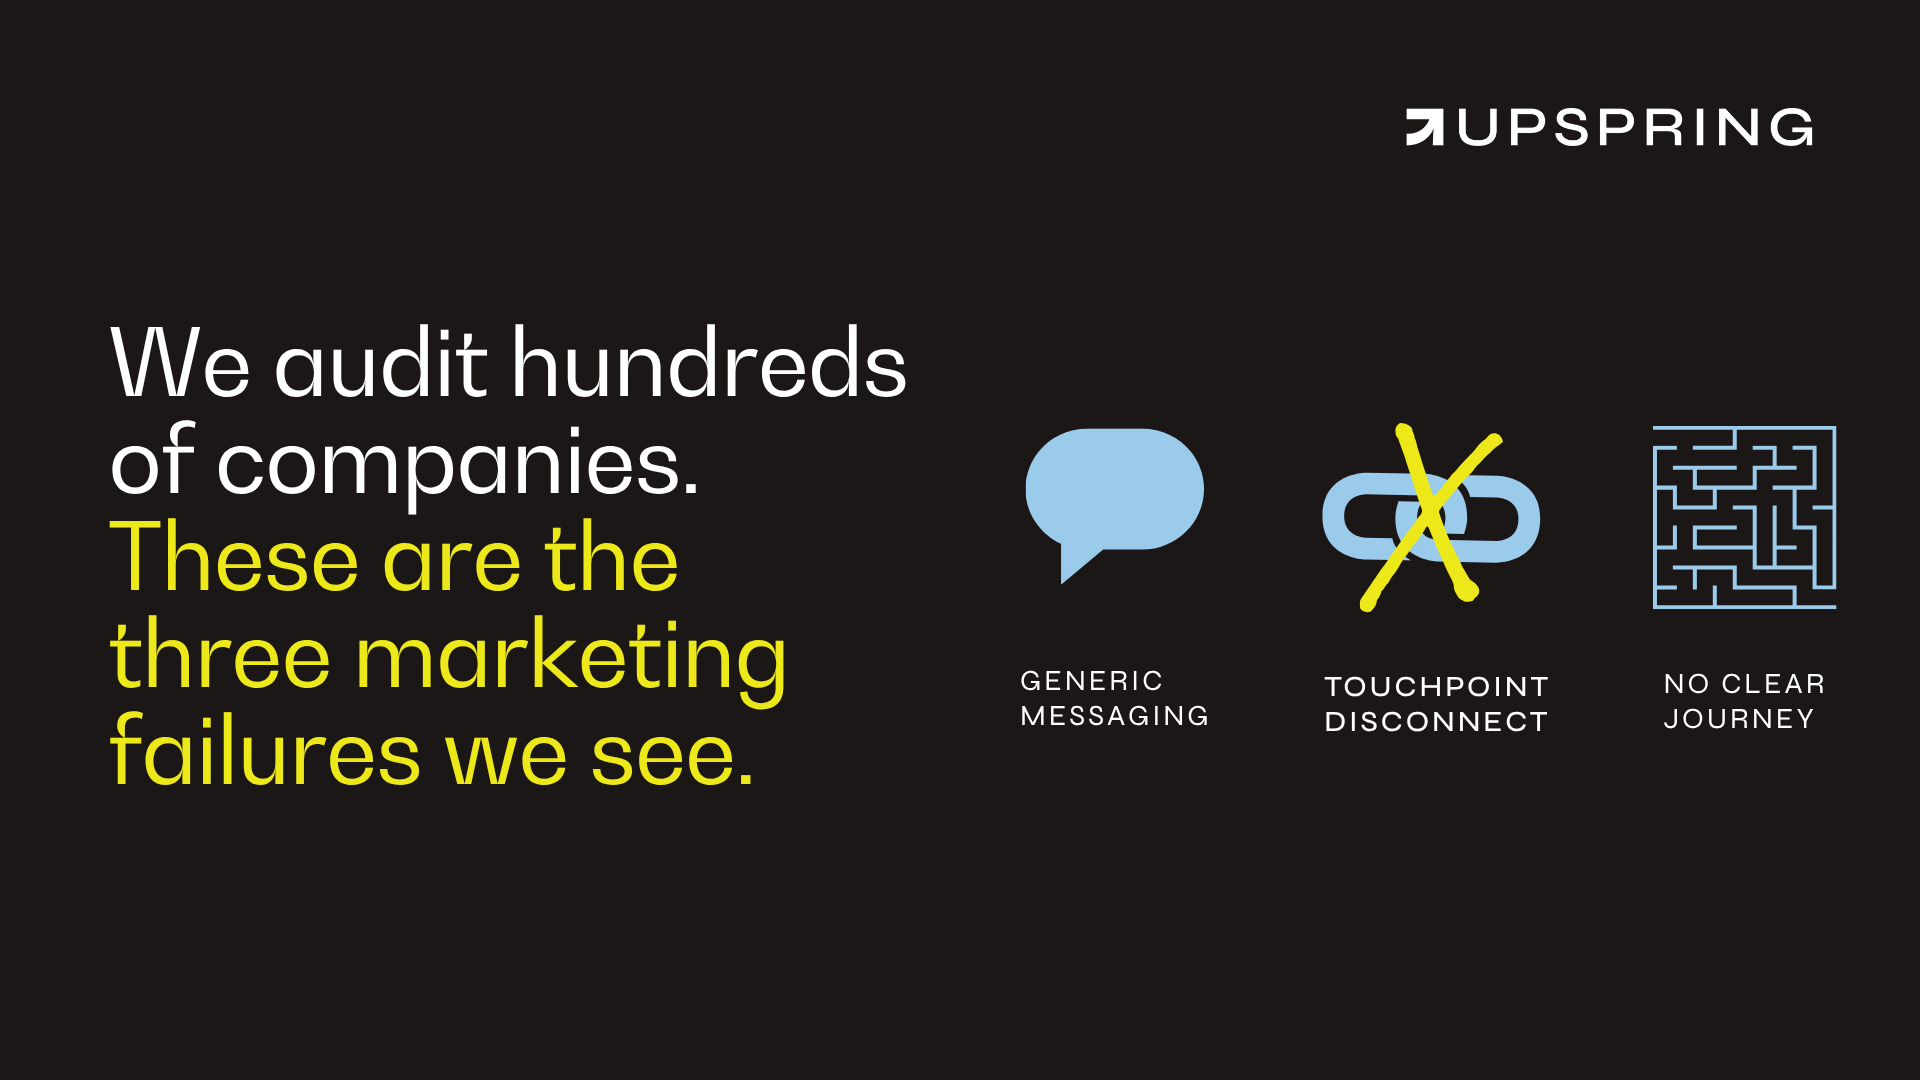 UPSPRING
We audit hundreds
of companies.
These are the
three marketing
failures we see.
GENERIC
MESSAGING
TOUCHPOINT
DISCONNECT
NO CLEAR
JOURNEY